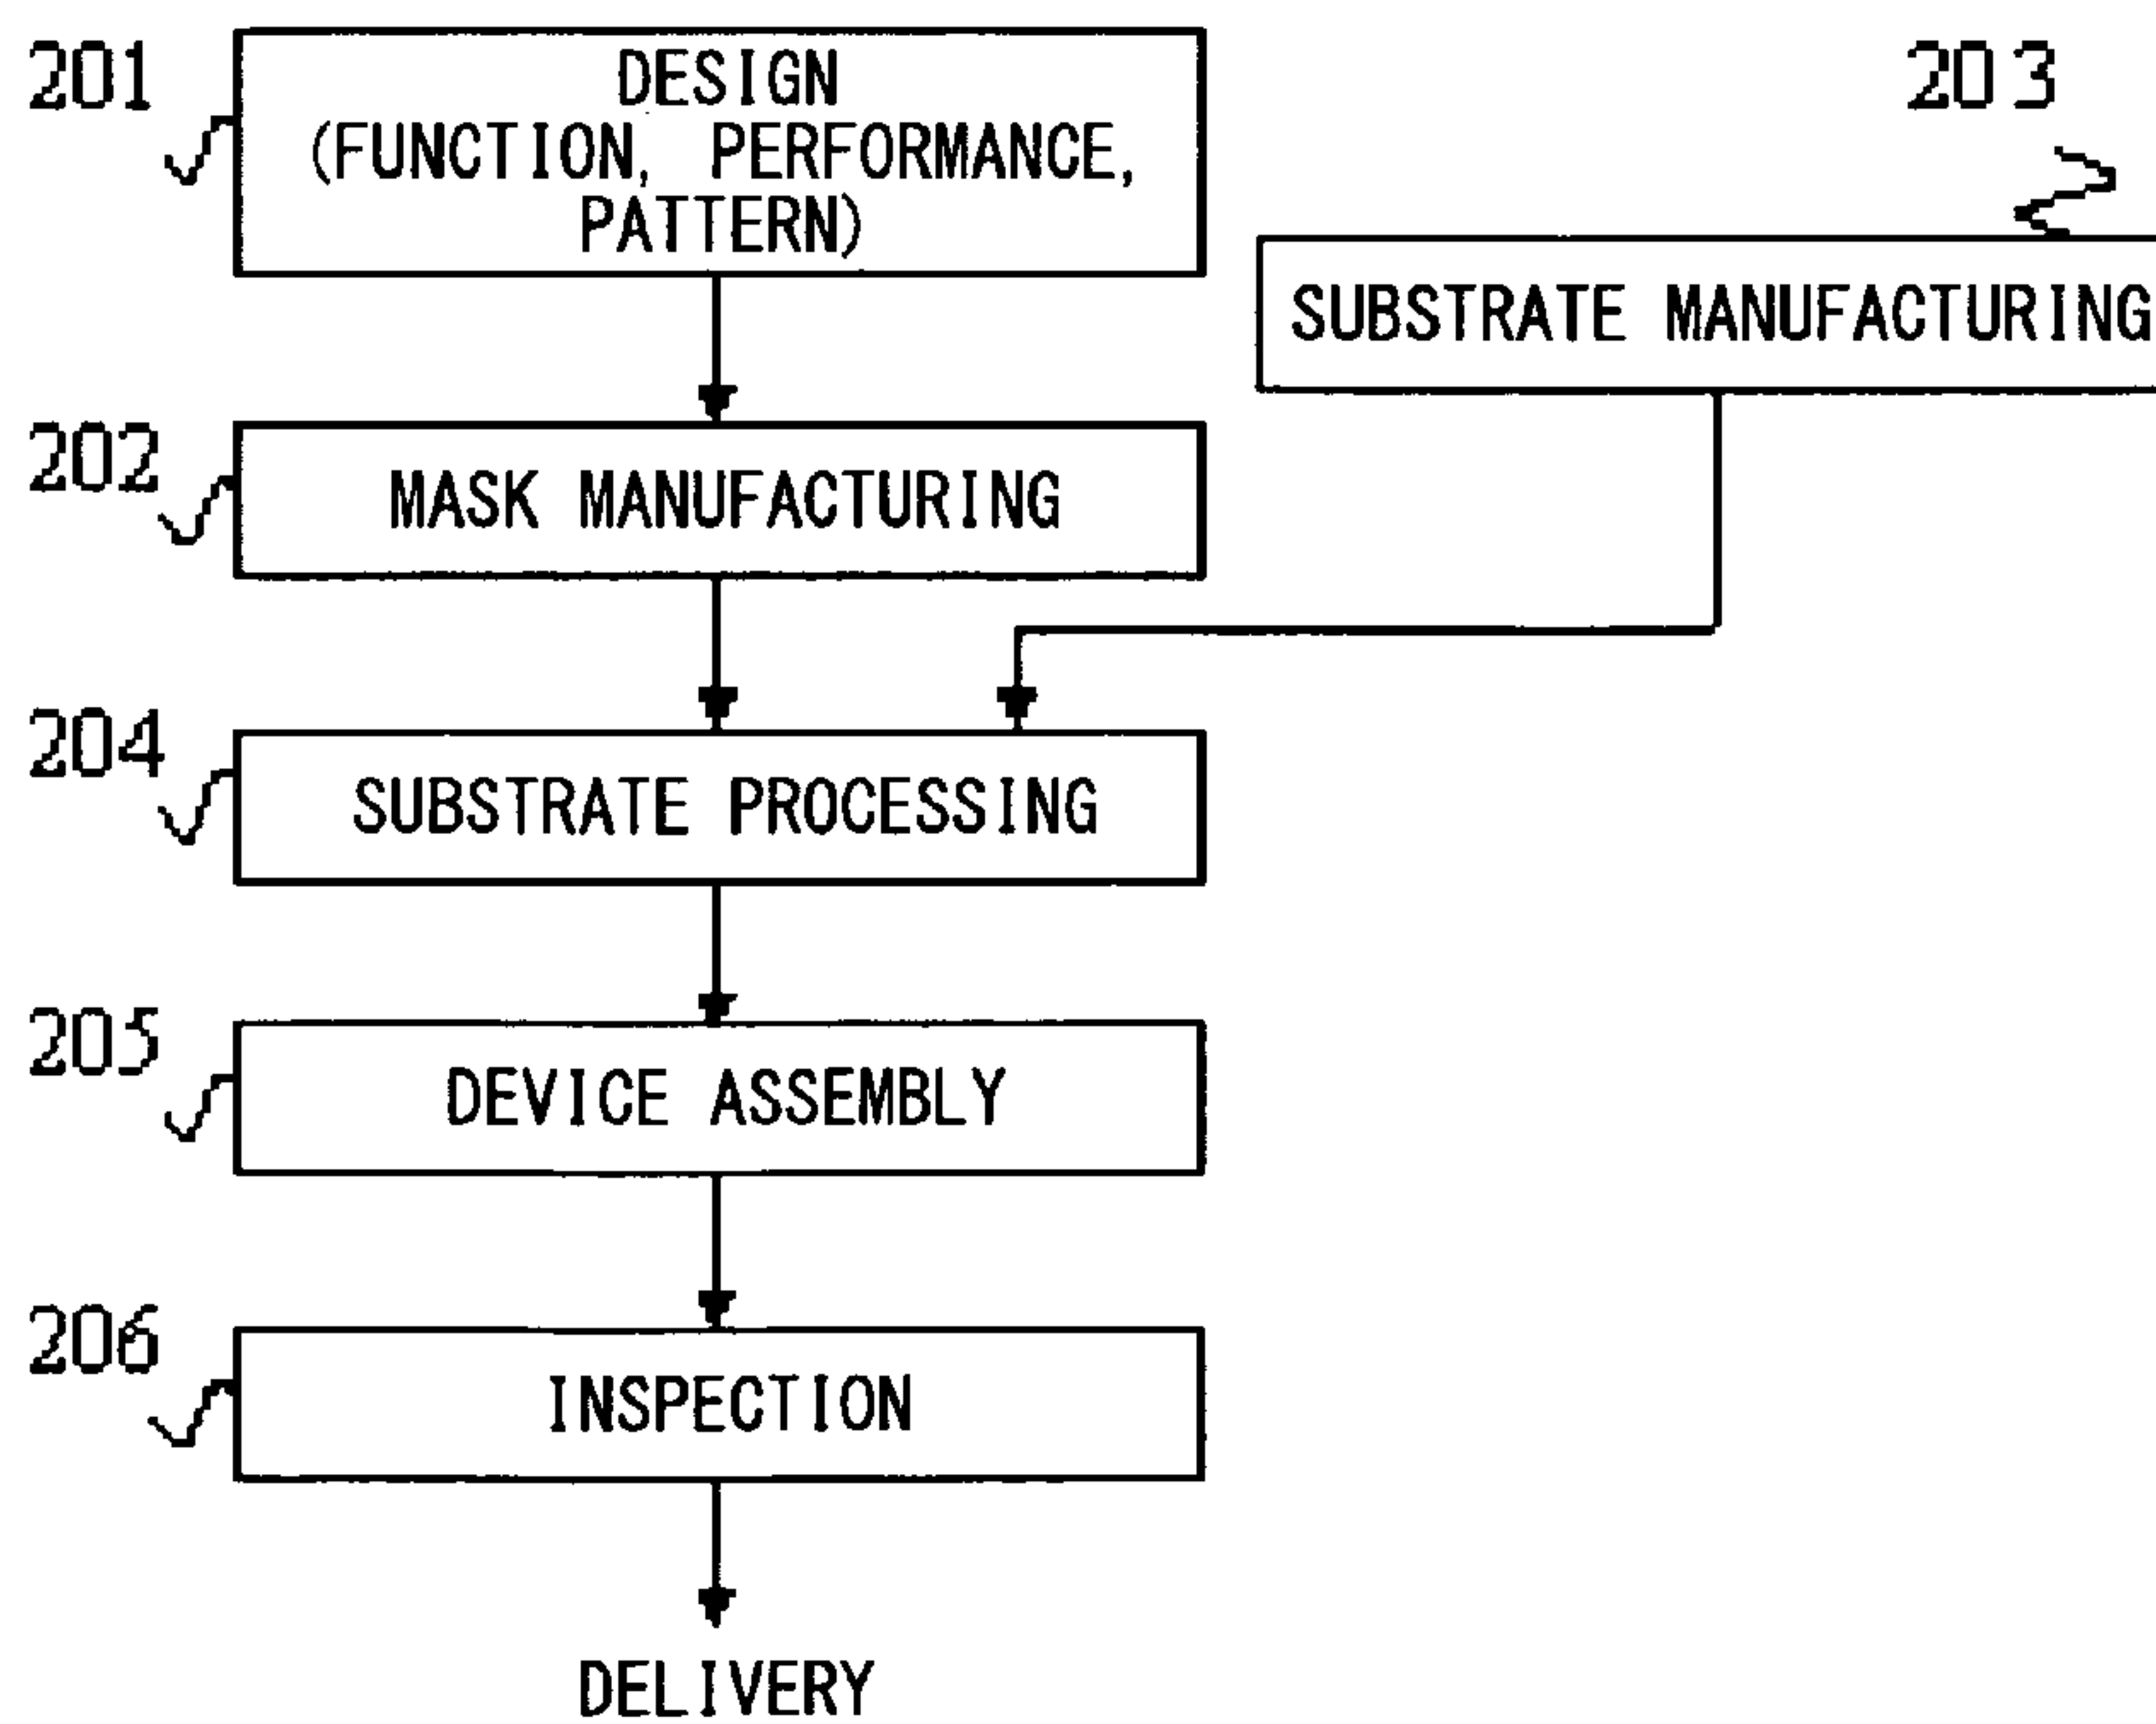 201
DESIGN
(FUNCTION, PERFORMANCE,
PATTERN)
203
SUBSTRATE MANUFACTURING
202
MASK MANUFACTURING
204
SUBSTRATE PROCESSING
205
DEVICE ASSEMBLY
206
INSPECTION
DELIVERY